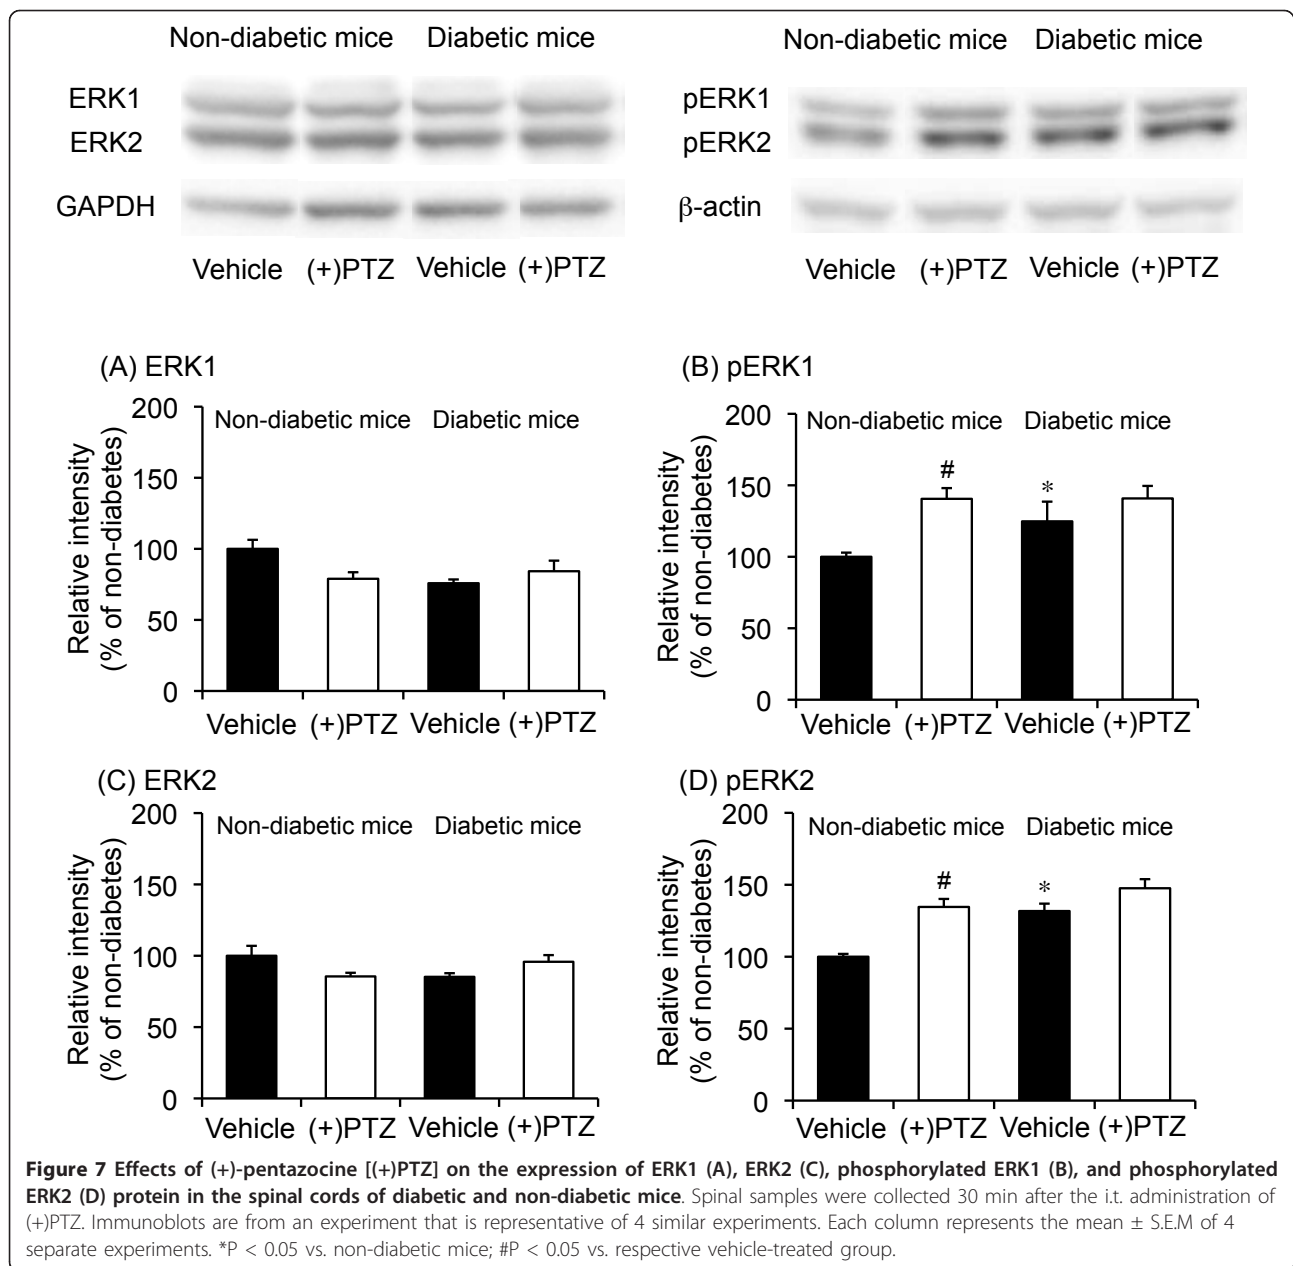 Non-diabetic mice Diabetic mice
ERK1
ERK2
GAPDH
Vehicle (+)PTZ Vehicle (+)PTZ
Non-diabetic mice Diabetic mice
pERK1
pERK2
β-actin
Vehicle (+)PTZ Vehicle (+)PTZ
(A) ERK1
Relative intensity
(% of non-diabetes)
200
150
100
50
0
Non-diabetic mice Diabetic mice
Vehicle (+)PTZ Vehicle (+)PTZ
(B) pERK1
Relative intensity
(% of non-diabetes)
200
150
100
50
0
Non-diabetic mice Diabetic mice
# *
Vehicle (+)PTZ Vehicle (+)PTZ
(C) ERK2
Relative intensity
(% of non-diabetes)
200
150
100
50
0
Non-diabetic mice Diabetic mice
Vehicle (+)PTZ Vehicle (+)PTZ
(D) pERK2
Relative intensity
(% of non-diabetes)
200
150
100
50
0
Non-diabetic mice Diabetic mice
# *
Vehicle (+)PTZ Vehicle (+)PTZ
Figure 7 Effects of (+)-pentazocine [(+)PTZ] on the expression of ERK1 (A), ERK2 (C), phosphorylated ERK1 (B), and phosphorylated
ERK2 (D) protein in the spinal cords of diabetic and non-diabetic mice. Spinal samples were collected 30 min after the i.t. administration of
(+)PTZ. Immunoblots are from an experiment that is representative of 4 similar experiments. Each column represents the mean ± S.E.M of 4
separate experiments. *P < 0.05 vs. non-diabetic mice; #P < 0.05 vs. respective vehicle-treated group.